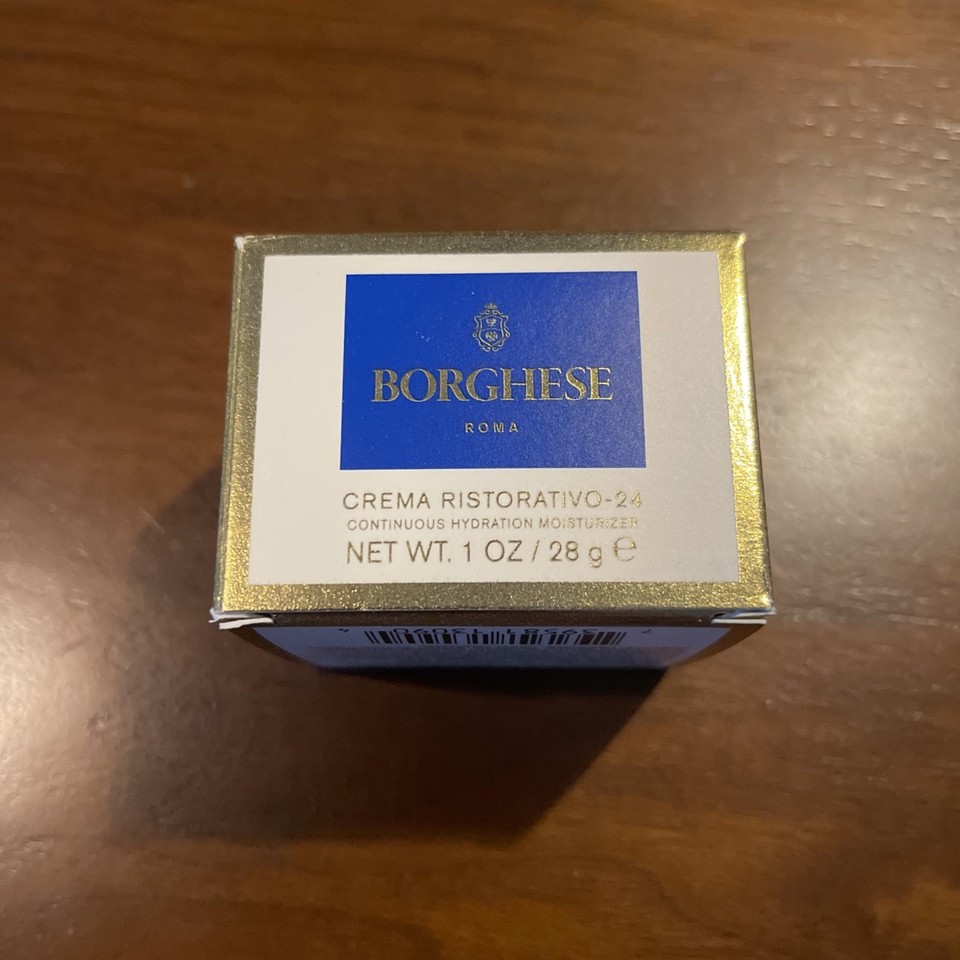 BORGHESE
ROMA
CREMA RISTORATIVO-24
CONTINUOUS HYDRATION MOISTURIZER
NET WT. 1 OZ / 28 g ℮